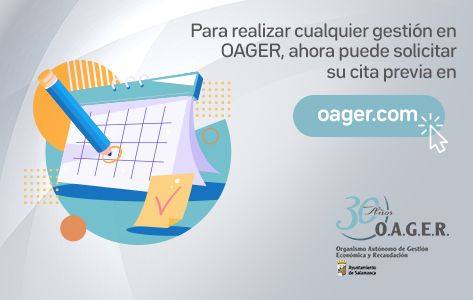 Para realizar cualquier gestión en
OAGER, ahora puede solicitar
su cita previa en
oager.com
30
Años
O.A.G.E.R.
Organismo Autónomo de Gestión
Económica y Recaudación
Ayuntamiento
de Salamanca